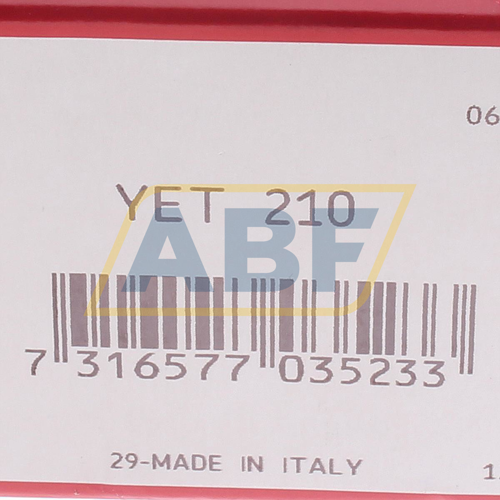 06
YET 210
ABF
7 316577 035233
29-MADE IN ITALY
1